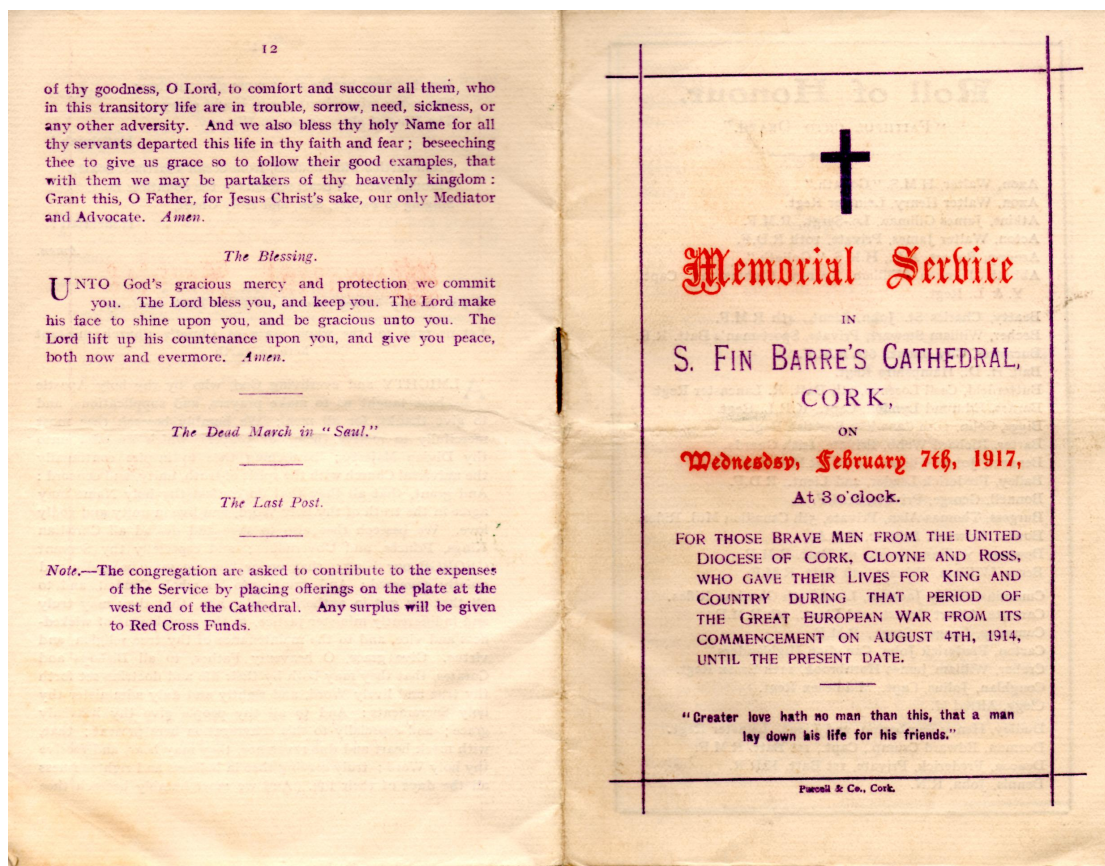 12
of thy goodness, O Lord, to comfort and succour all them, who
in this transitory life are in trouble, sorrow, need, sickness, or
any other adversity. And we also bless thy holy Name for all
thy servants departed this life in thy faith and fear ; beseeching
thee to give us grace so to follow their good examples, that
with them we may be partakers of thy heavenly kingdom :
Grant this, O Father, for Jesus Christ's sake, our only Mediator
and Advocate. Amen.
The Blessing.
UNTO God's gracious mercy and protection we commit
you. The Lord bless you, and keep you. The Lord make
his face to shine upon you, and be gracious unto you. The
Lord lift up his countenance upon you, and give you peace,
both now and evermore. Amen.
The Dead March in "Saul."
The Last Post.
Note.—The congregation are asked to contribute to the expenses
of the Service by placing offerings on the plate at the
west end of the Cathedral. Any surplus will be given
to Red Cross Funds.
Memorial Service
IN
S. FIN BARRE'S CATHEDRAL,
CORK,
ON
Wednesday, February 7th, 1917,
At 3 o'clock.
FOR THOSE BRAVE MEN FROM THE UNITED
DIOCESE OF CORK, CLOYNE AND ROSS,
WHO GAVE THEIR LIVES FOR KING AND
COUNTRY DURING THAT PERIOD OF
THE GREAT EUROPEAN WAR FROM ITS
COMMENCEMENT ON AUGUST 4TH, 1914,
UNTIL THE PRESENT DATE.
"Greater love hath no man than this, that a man
lay down his life for his friends."
Purcell & Co., Cork.